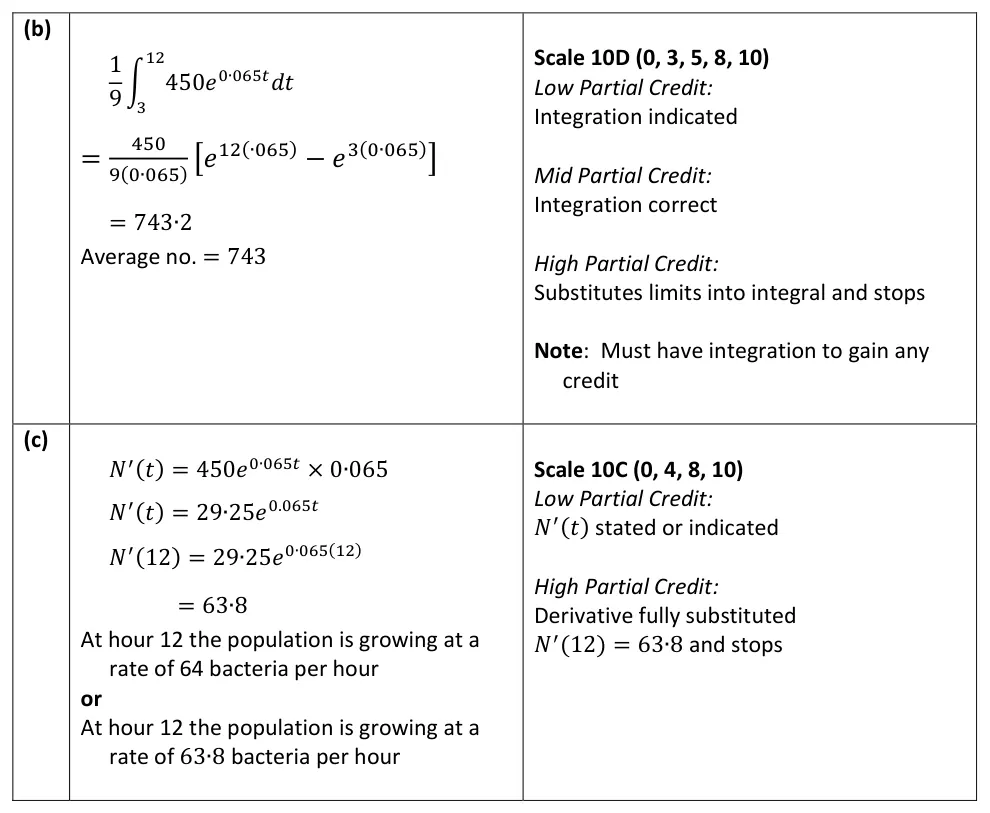 (b)
1/9 ∫₃¹² 450e^{0·065t} dt
= 450/9(0·065) [e^{12(·065)} − e^{3(0·065)}]
= 743·2
Average no. = 743
Scale 10D (0, 3, 5, 8, 10)
Low Partial Credit:
Integration indicated
Mid Partial Credit:
Integration correct
High Partial Credit:
Substitutes limits into integral and stops
Note: Must have integration to gain any
credit
(c)
N′(t) = 450e^{0·065t} × 0·065
N′(t) = 29·25e^{0.065t}
N′(12) = 29·25e^{0·065(12)}
= 63·8
At hour 12 the population is growing at a
rate of 64 bacteria per hour
or
At hour 12 the population is growing at a
rate of 63·8 bacteria per hour
Scale 10C (0, 4, 8, 10)
Low Partial Credit:
N′(t) stated or indicated
High Partial Credit:
Derivative fully substituted
N′(12) = 63·8 and stops